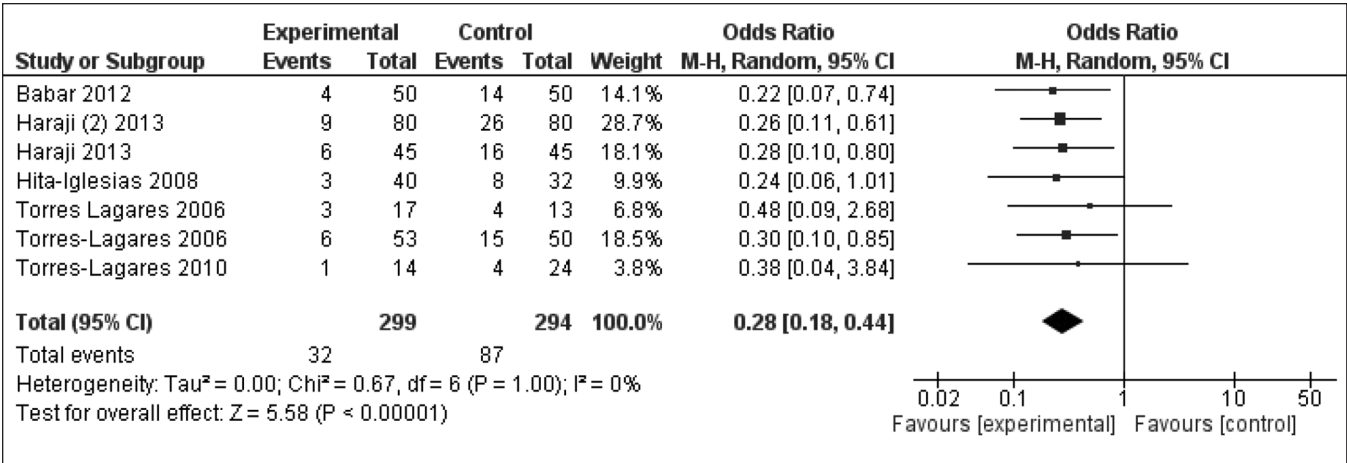 Experimental Control Odds Ratio Odds Ratio
Study or Subgroup Events Total Events Total Weight M-H, Random, 95% CI M-H, Random, 95% CI
Babar 2012 4 50 14 50 14.1% 0.22 [0.07, 0.74]
Haraji (2) 2013 9 80 26 80 28.7% 0.26 [0.11, 0.61]
Haraji 2013 6 45 16 45 18.1% 0.28 [0.10, 0.80]
Hita-Iglesias 2008 3 40 8 32 9.9% 0.24 [0.06, 1.01]
Torres Lagares 2006 3 17 4 13 6.8% 0.48 [0.09, 2.68]
Torres-Lagares 2006 6 53 15 50 18.5% 0.30 [0.10, 0.85]
Torres-Lagares 2010 1 14 4 24 3.8% 0.38 [0.04, 3.84]
Total (95% CI) 299 294 100.0% 0.28 [0.18, 0.44]
Total events 32 87
Heterogeneity: Tau² = 0.00; Chi² = 0.67, df = 6 (P = 1.00); I² = 0%
Test for overall effect: Z = 5.58 (P < 0.00001)
0.02 0.1 1 10 50
Favours [experimental] Favours [control]